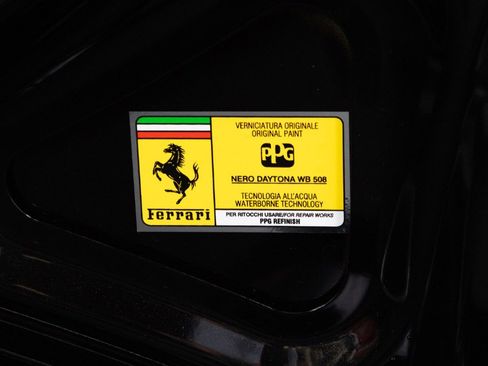 VERNICIATURA ORIGINALE
ORIGINAL PAINT
PPG
NERO DAYTONA WB 508
TECNOLOGIA ALL'ACQUA
WATERBORNE TECHNOLOGY
Ferrari
PER RITOCCHI USARE/FOR REPAIR WORKS
PPG REFINISH